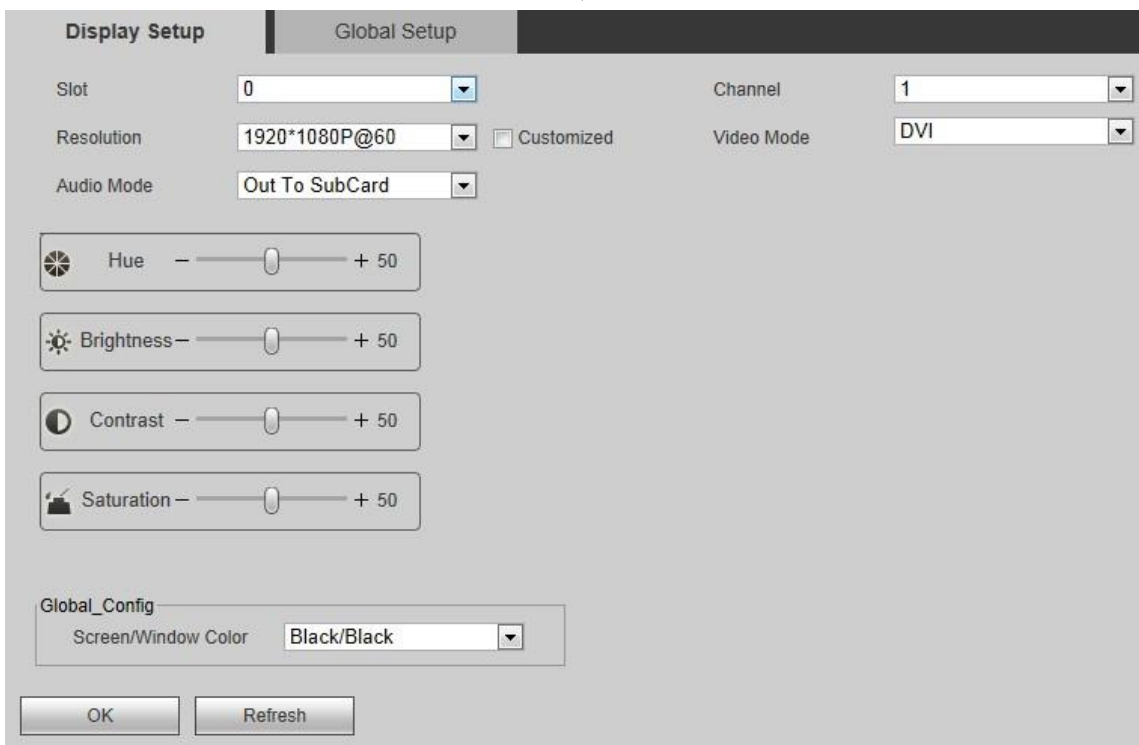 Display Setup Global Setup
Slot 0 Channel 1
Resolution 1920*1080P@60 Customized Video Mode DVI
Audio Mode Out To SubCard
Hue − + 50
Brightness − + 50
Contrast − + 50
Saturation − + 50
Global_Config
Screen/Window Color Black/Black
OK Refresh